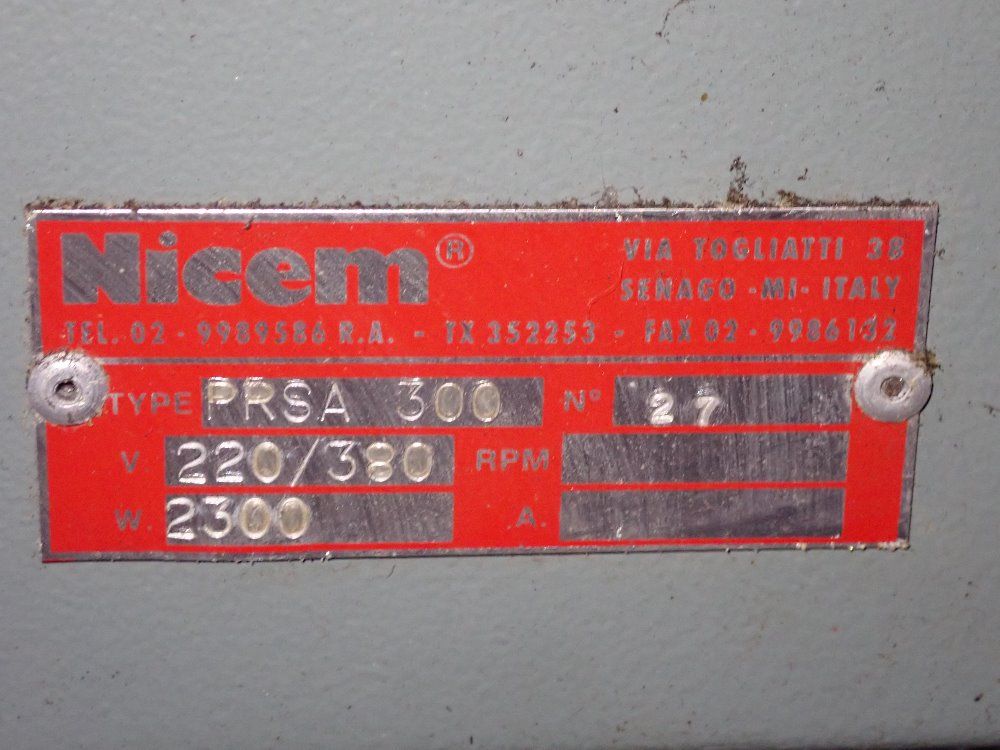 Nicem®
VIA TOGLIATTI 38
SENAGO -MI- ITALY
TEL. 02 - 9989586 R.A. - TX 352253 - FAX 02 - 9986132
TYPE PRSA 300 N° 27
V. 220/380 RPM
W. 2300 A.